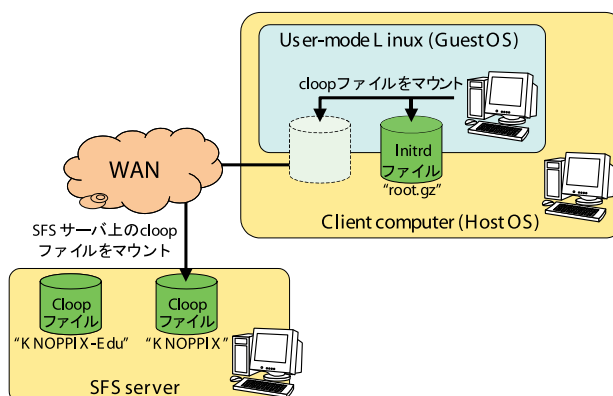 User-mode Linux (GuestOS)
cloopファイルをマウント
Initrd
ファイル
"root.gz"
WAN
Client computer (HostOS)
SFS サーバ上のcloop
ファイルをマウント
Cloop
ファイル
"KNOPPIX-Edu"
Cloop
ファイル
"KNOPPIX"
SFS server